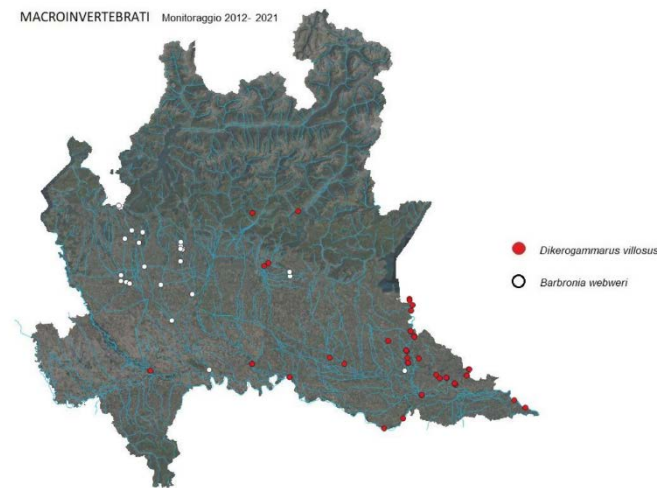 MACROINVERTEBRATI Monitoraggio 2012- 2021
Dikerogammarus villosus
Barbronia webweri